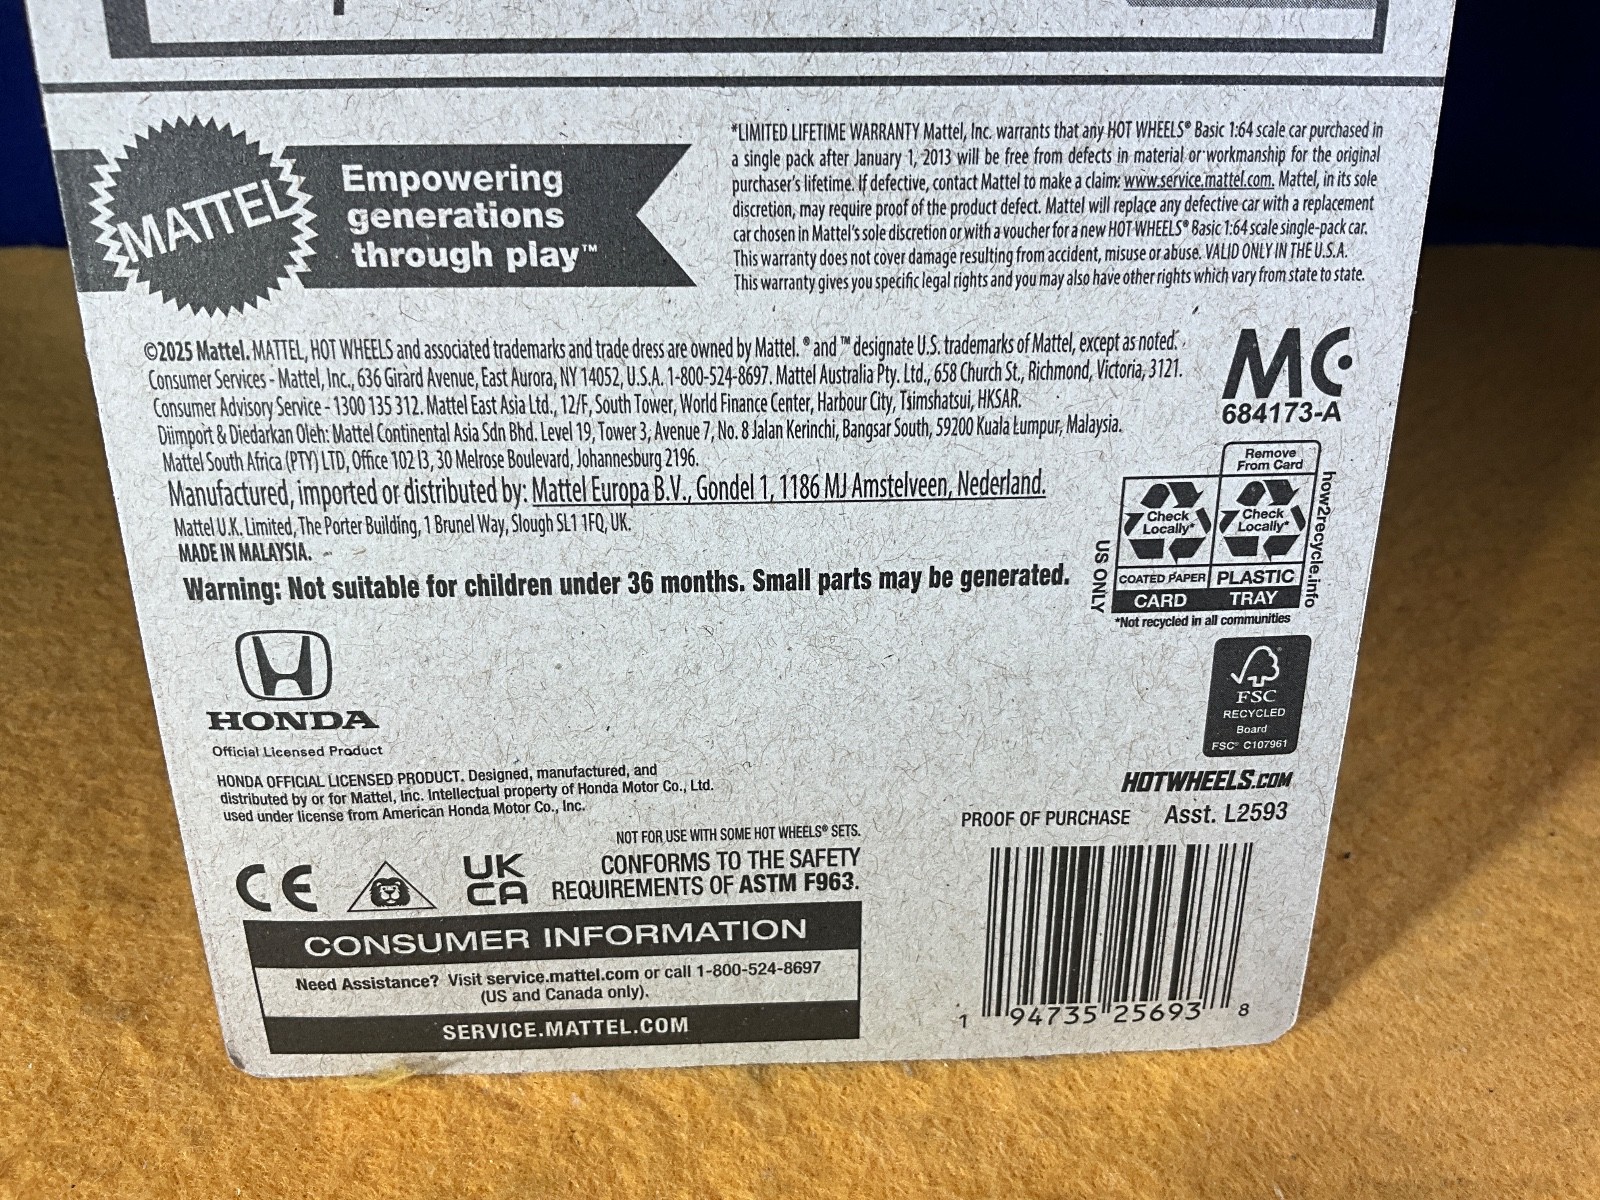 MATTEL
Empowering
generations
through play™
*LIMITED LIFETIME WARRANTY Mattel, Inc. warrants that any HOT WHEELS® Basic 1:64 scale car purchased in
a single pack after January 1, 2013 will be free from defects in material or workmanship for the original
purchaser's lifetime. If defective, contact Mattel to make a claim: www.service.mattel.com. Mattel, in its sole
discretion, may require proof of the product defect. Mattel will replace any defective car with a replacement
car chosen in Mattel's sole discretion or with a voucher for a new HOT WHEELS® Basic 1:64 scale single-pack car.
This warranty does not cover damage resulting from accident, misuse or abuse. VALID ONLY IN THE U.S.A.
This warranty gives you specific legal rights and you may also have other rights which vary from state to state.
©2025 Mattel. MATTEL, HOT WHEELS and associated trademarks and trade dress are owned by Mattel. ® and ™ designate U.S. trademarks of Mattel, except as noted.
Consumer Services - Mattel, Inc., 636 Girard Avenue, East Aurora, NY 14052, U.S.A. 1-800-524-8697. Mattel Australia Pty. Ltd., 658 Church St., Richmond, Victoria, 3121.
Consumer Advisory Service - 1300 135 312. Mattel East Asia Ltd., 12/F, South Tower, World Finance Center, Harbour City, Tsimshatsui, HKSAR.
Diimport & Diedarkan Oleh: Mattel Continental Asia Sdn Bhd. Level 19, Tower 3, Avenue 7, No. 8 Jalan Kerinchi, Bangsar South, 59200 Kuala Lumpur, Malaysia.
Mattel South Africa (PTY) LTD, Office 102 I3, 30 Melrose Boulevard, Johannesburg 2196.
Manufactured, imported or distributed by: Mattel Europa B.V., Gondel 1, 1186 MJ Amstelveen, Nederland.
Mattel U.K. Limited, The Porter Building, 1 Brunel Way, Slough SL1 1FQ, UK.
MADE IN MALAYSIA.
Warning: Not suitable for children under 36 months. Small parts may be generated.
MC
684173-A
Remove
From Card
Check
Locally*
Check
Locally*
COATED PAPER
PLASTIC
CARD
TRAY
US ONLY
how2recycle.info
*Not recycled in all communities
FSC
RECYCLED
Board
FSC® C107961
HONDA
Official Licensed Product
HONDA OFFICIAL LICENSED PRODUCT. Designed, manufactured, and
distributed by or for Mattel, Inc. Intellectual property of Honda Motor Co., Ltd.
used under license from American Honda Motor Co., Inc.
HOTWHEELS.COM
PROOF OF PURCHASE Asst. L2593
NOT FOR USE WITH SOME HOT WHEELS® SETS.
CE
UK
CA
CONFORMS TO THE SAFETY
REQUIREMENTS OF ASTM F963.
CONSUMER INFORMATION
Need Assistance? Visit service.mattel.com or call 1-800-524-8697
(US and Canada only).
SERVICE.MATTEL.COM
1 94735 25693 8